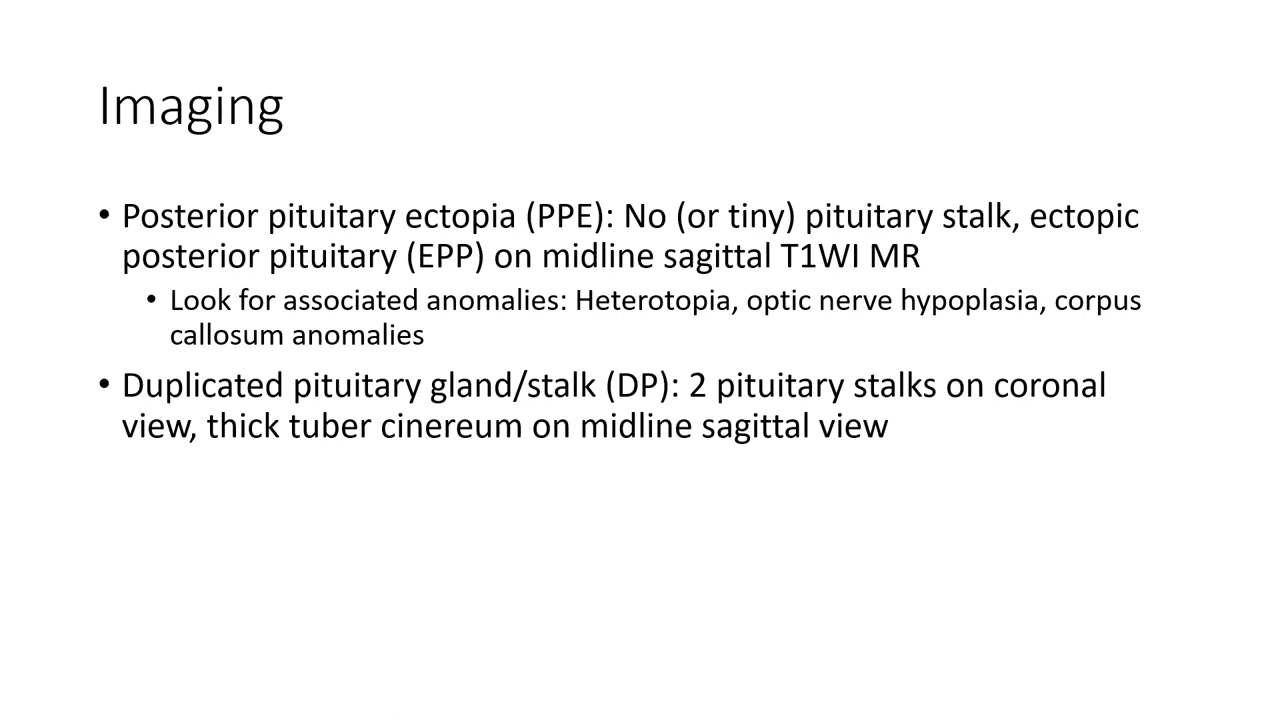 Imaging
• Posterior pituitary ectopia (PPE): No (or tiny) pituitary stalk, ectopic
posterior pituitary (EPP) on midline sagittal T1WI MR
• Look for associated anomalies: Heterotopia, optic nerve hypoplasia, corpus
callosum anomalies
• Duplicated pituitary gland/stalk (DP): 2 pituitary stalks on coronal
view, thick tuber cinereum on midline sagittal view